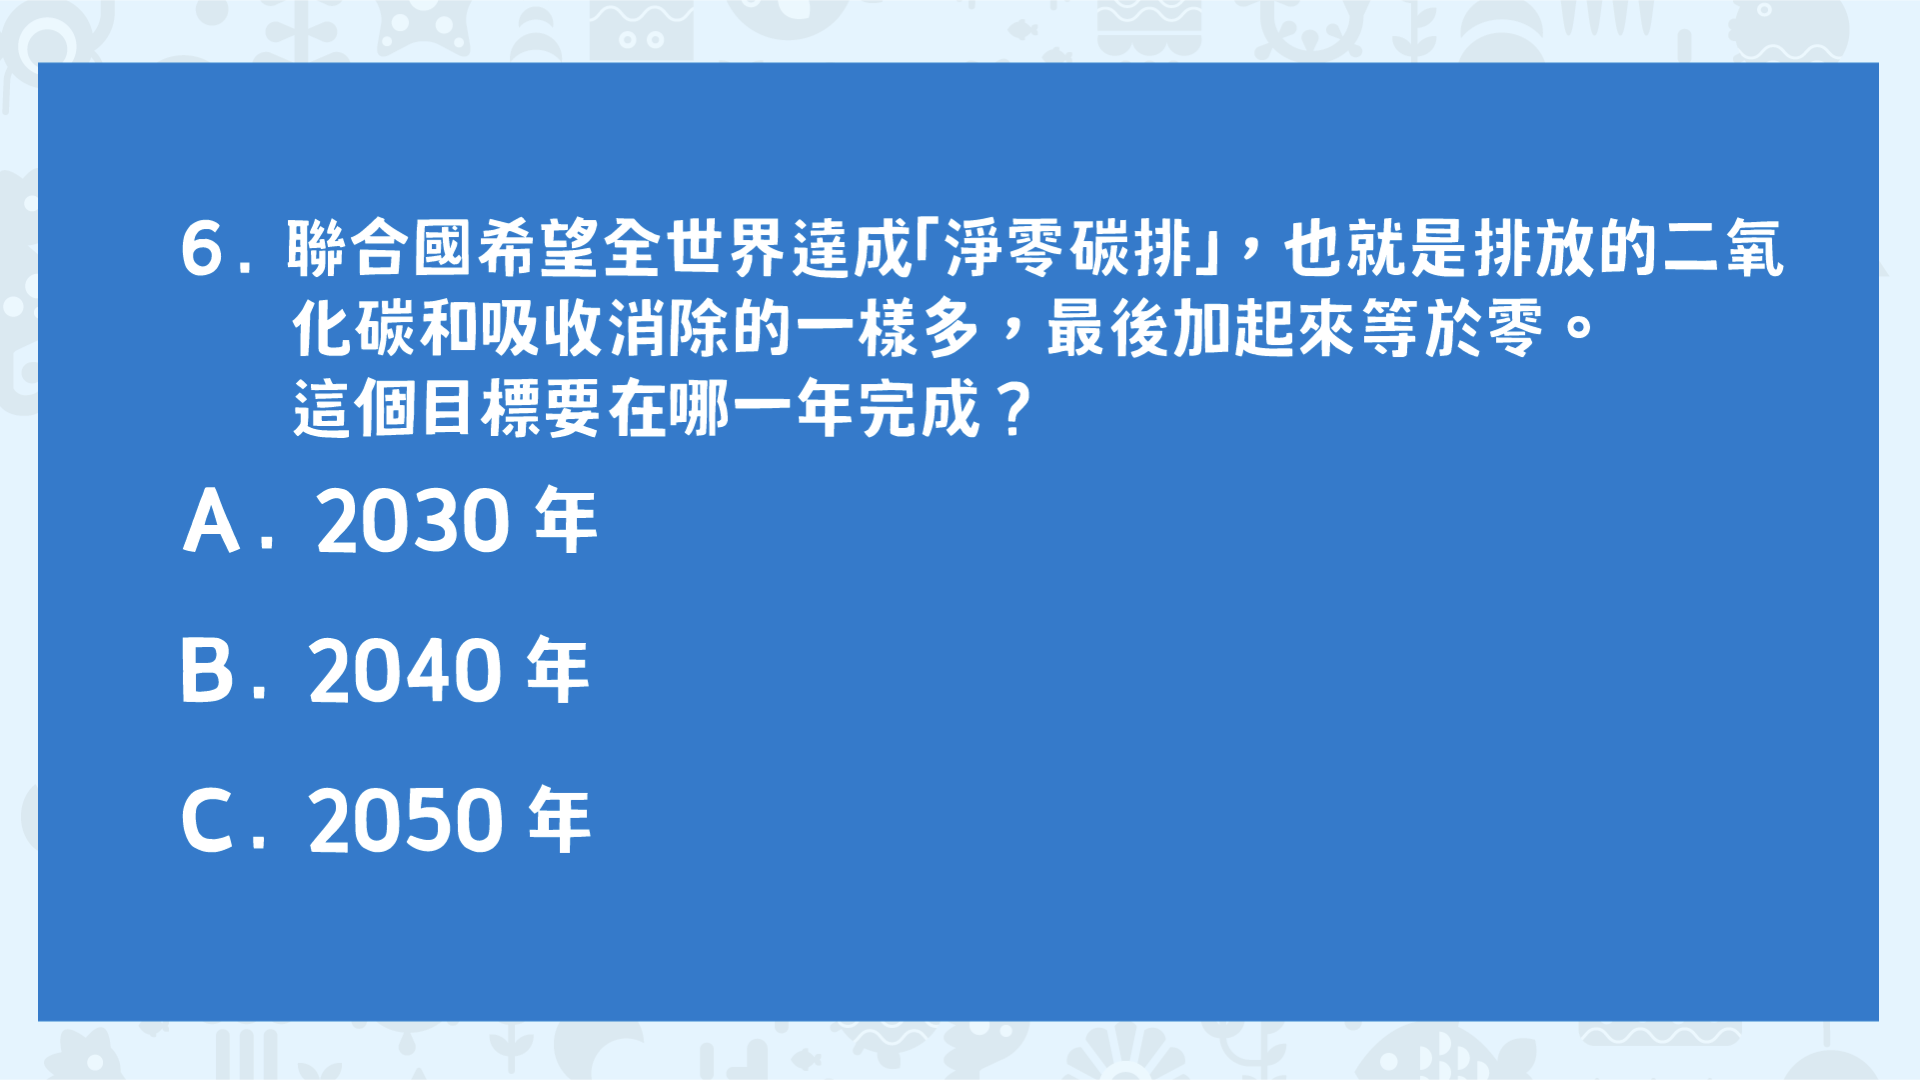 6. 聯合國希望全世界達成「淨零碳排」，也就是排放的二氧
化碳和吸收消除的一樣多，最後加起來等於零。
這個目標要在哪一年完成？
A. 2030 年
B. 2040 年
C. 2050 年